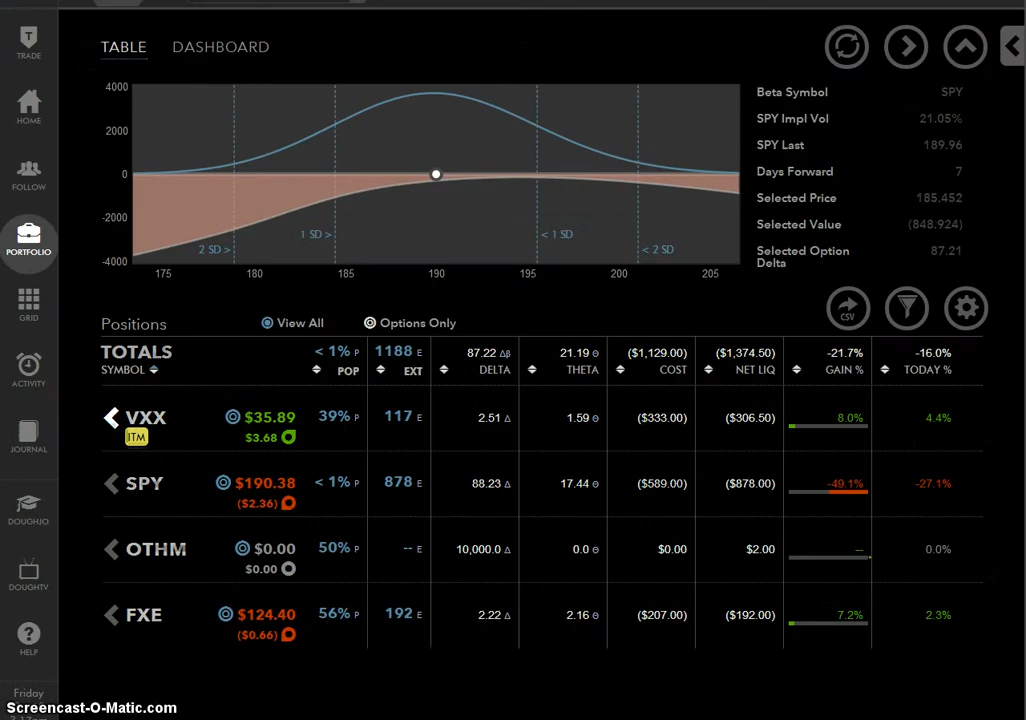 TABLE DASHBOARD
TRADE
HOME
FOLLOW
PORTFOLIO
GRID
ACTIVITY
JOURNAL
DOUGHJO
DOUGHTV
HELP
Friday
4000
2000
0
-2000
-4000
2 SD >
1 SD >
< 1 SD
< 2 SD
175 180 185 190 195 200 205
Beta Symbol SPY
SPY Impl Vol 21.05%
SPY Last 189.96
Days Forward 7
Selected Price 185.452
Selected Value (848.924)
Selected Option Delta 87.21
CSV
Positions View All Options Only
TOTALS < 1% P 1188 E 87.22 Δβ 21.19 Θ ($1,129.00) ($1,374.50) -21.7% -16.0%
SYMBOL POP EXT DELTA THETA COST NET LIQ GAIN % TODAY %
VXX $35.89 39% P 117 E 2.51 Δ 1.59 Θ ($333.00) ($306.50) 8.0% 4.4%
ITM $3.68
SPY $190.38 < 1% P 878 E 88.23 Δ 17.44 Θ ($589.00) ($878.00) -49.1% -27.1%
($2.36)
OTHM $0.00 50% P -- E 10,000.0 Δ 0.0 Θ $0.00 $2.00 -- 0.0%
$0.00
FXE $124.40 56% P 192 E 2.22 Δ 2.16 Θ ($207.00) ($192.00) 7.2% 2.3%
($0.66)
Screencast-O-Matic.com